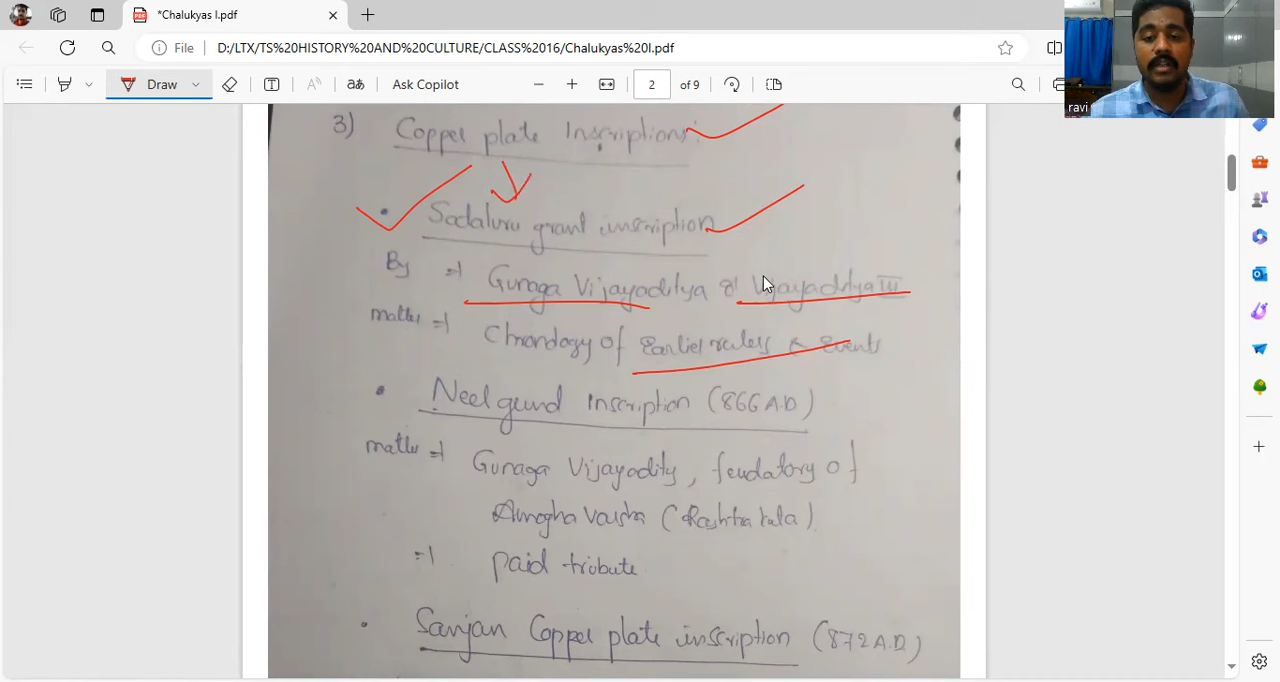 *Chalukyas I.pdf
File D:/LTX/TS%20HISTORY%20AND%20CULTURE/CLASS%2016/Chalukyas%20I.pdf
Draw Ask Copilot 2 of 9
ravi
3) Copper plate Inscriptions:
• Sadaluru grant inscription
By ⇒ Gunaga Vijayaditya & Vijayaditya III
matter ⇒ Chronology of Earlier rulers & Events
• Neelgund Inscription (866 A.D)
matter ⇒ Gunaga Vijayaditya, feudatory of
Amogha Varsha (Rashtrakuta)
⇒ paid tribute
• Sanjan Copper plate inscription (872 A.D)